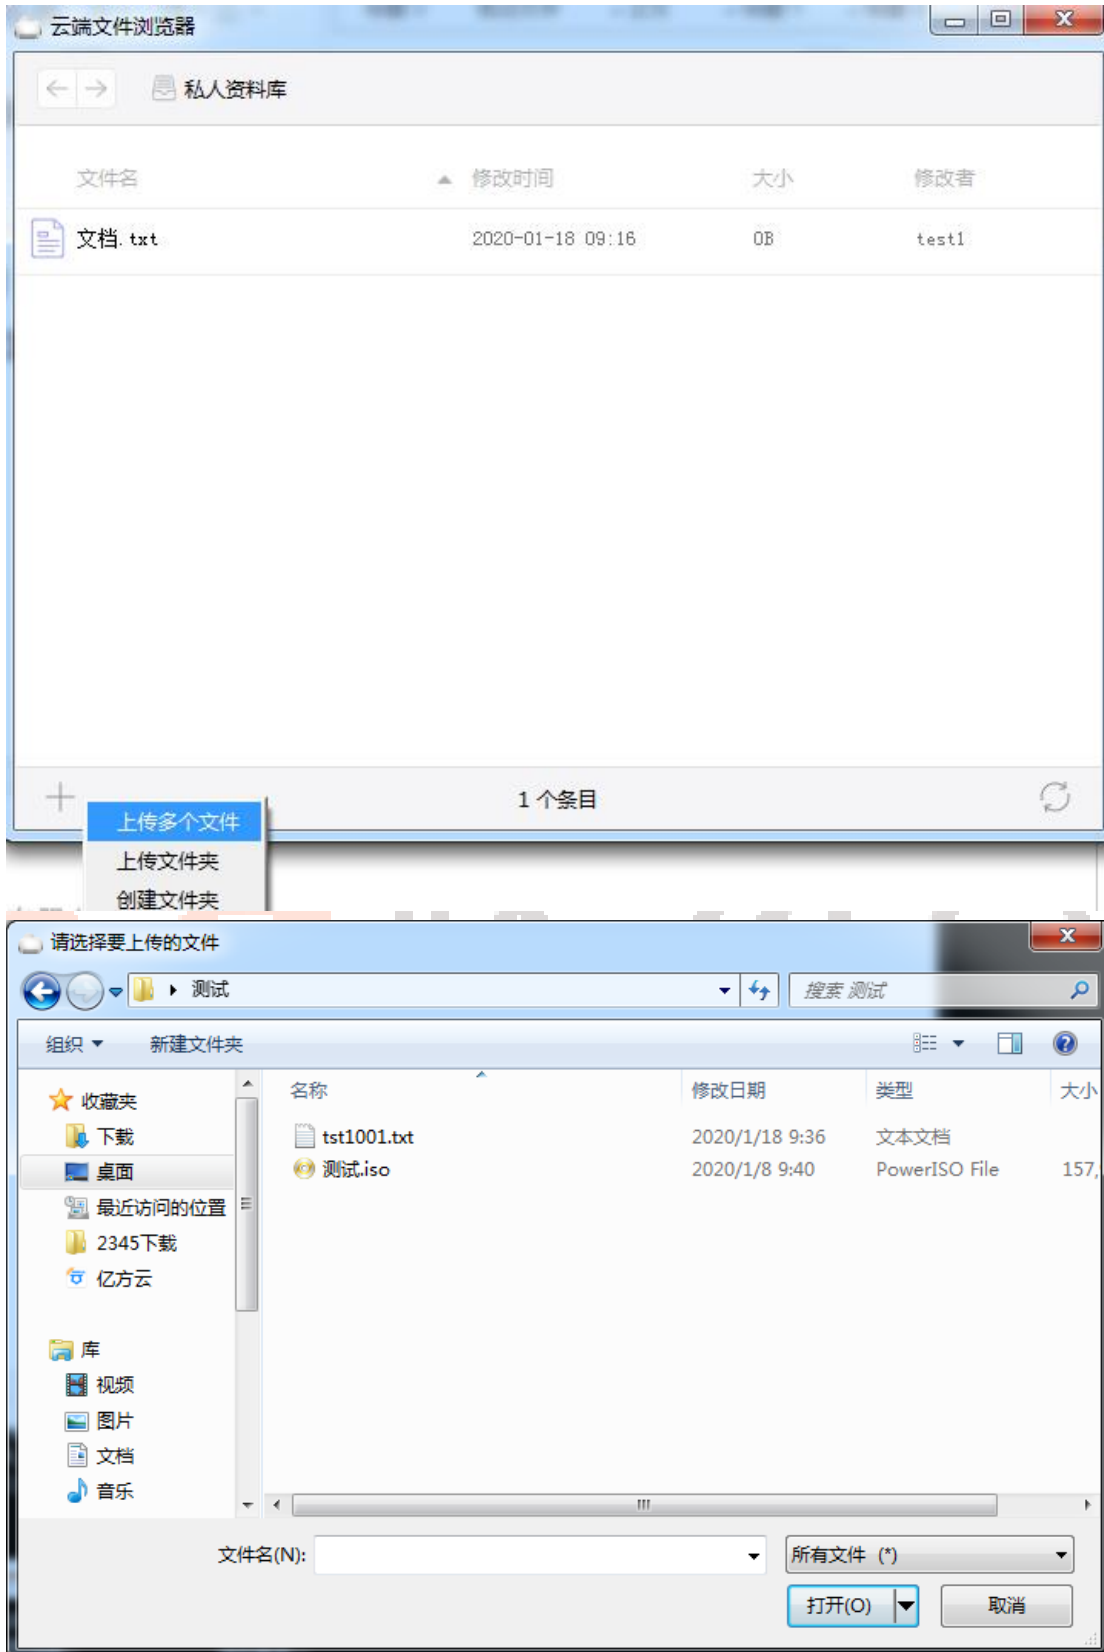 云端文件浏览器
私人资料库
文件名 修改时间 大小 修改者
文档. txt 2020-01-18 09:16 0B test1
1 个条目
上传多个文件
上传文件夹
创建文件夹
请选择要上传的文件
测试 搜索 测试
组织 新建文件夹
收藏夹
下载
桌面
最近访问的位置
2345下载
亿方云
库
视频
图片
文档
音乐
名称 修改日期 类型 大小
tst1001.txt 2020/1/18 9:36 文本文档
测试.iso 2020/1/8 9:40 PowerISO File 157,
文件名(N): 所有文件 (*)
打开(O) 取消